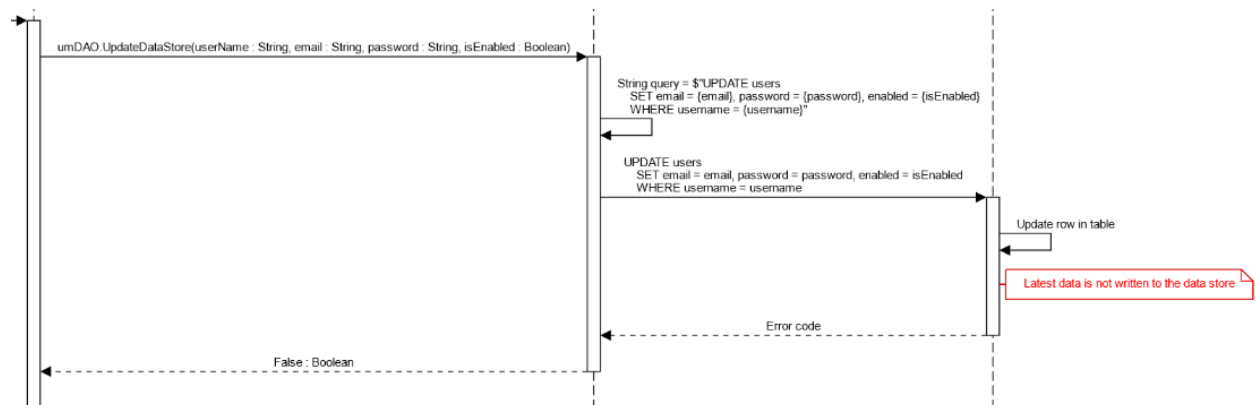 umDAO.UpdateDataStore(userName : String, email : String, password : String, isEnabled : Boolean)
String query = $"UPDATE users
SET email = {email}, password = {password}, enabled = {isEnabled}
WHERE username = {username}"
UPDATE users
SET email = email, password = password, enabled = isEnabled
WHERE username = username
Update row in table
Latest data is not written to the data store
Error code
False : Boolean